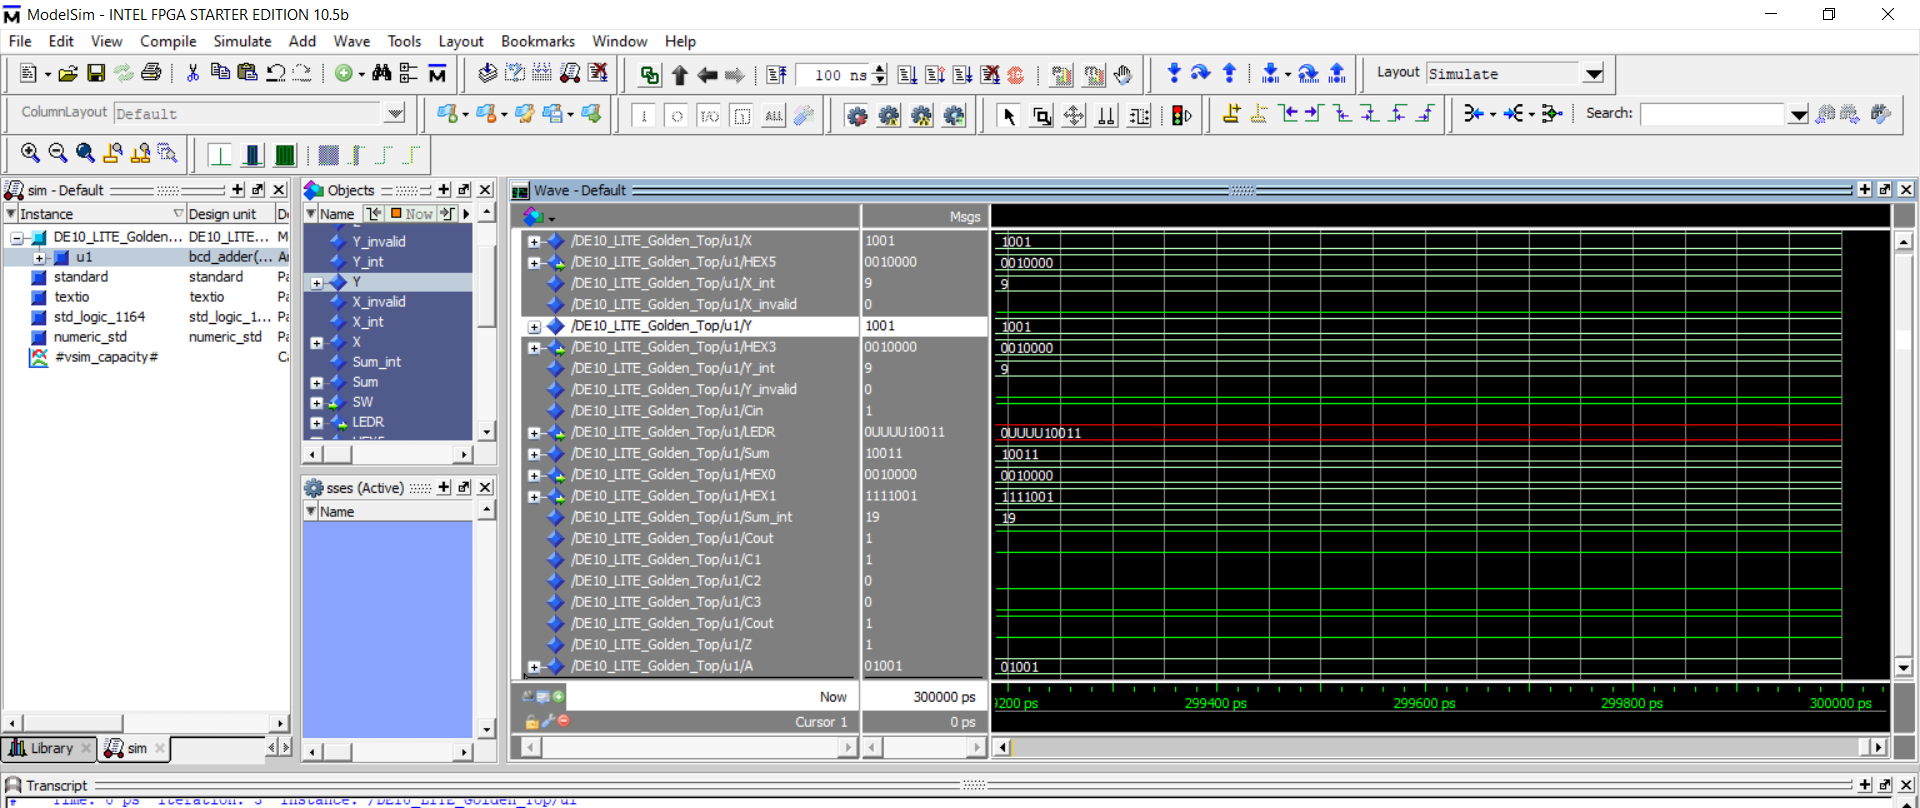 ModelSim - INTEL FPGA STARTER EDITION 10.5b
File Edit View Compile Simulate Add Wave Tools Layout Bookmarks Window Help
100 ns
Layout Simulate
ColumnLayout Default
Search:
sim - Default
Instance Design unit
DE10_LITE_Golden... DE10_LITE... M
u1 bcd_adder(...
standard standard
textio textio
std_logic_1164 std_logic_1...
numeric_std numeric_std
#vsim_capacity#
Library sim
Objects
Name Now
Y_invalid
Y_int
Y
X_invalid
X_int
X
Sum_int
Sum
SW
LEDR
sses (Active)
Name
Wave - Default
Msgs
/DE10_LITE_Golden_Top/u1/X 1001 1001
/DE10_LITE_Golden_Top/u1/HEX5 0010000 0010000
/DE10_LITE_Golden_Top/u1/X_int 9 9
/DE10_LITE_Golden_Top/u1/X_invalid 0
/DE10_LITE_Golden_Top/u1/Y 1001 1001
/DE10_LITE_Golden_Top/u1/HEX3 0010000 0010000
/DE10_LITE_Golden_Top/u1/Y_int 9 9
/DE10_LITE_Golden_Top/u1/Y_invalid 0
/DE10_LITE_Golden_Top/u1/Cin 1
/DE10_LITE_Golden_Top/u1/LEDR 0UUUU10011 0UUUU10011
/DE10_LITE_Golden_Top/u1/Sum 10011 10011
/DE10_LITE_Golden_Top/u1/HEX0 0010000 0010000
/DE10_LITE_Golden_Top/u1/HEX1 1111001 1111001
/DE10_LITE_Golden_Top/u1/Sum_int 19 19
/DE10_LITE_Golden_Top/u1/Cout 1
/DE10_LITE_Golden_Top/u1/C1 1
/DE10_LITE_Golden_Top/u1/C2 0
/DE10_LITE_Golden_Top/u1/C3 0
/DE10_LITE_Golden_Top/u1/Cout 1
/DE10_LITE_Golden_Top/u1/Z 1
/DE10_LITE_Golden_Top/u1/A 01001 01001
Now 300000 ps 200 ps 299400 ps 299600 ps 299800 ps 300000 ps
Cursor 1 0 ps
Transcript
# Time: 0 ps Iteration: 3 Instance: /DE10_LITE_Golden_Top/u1